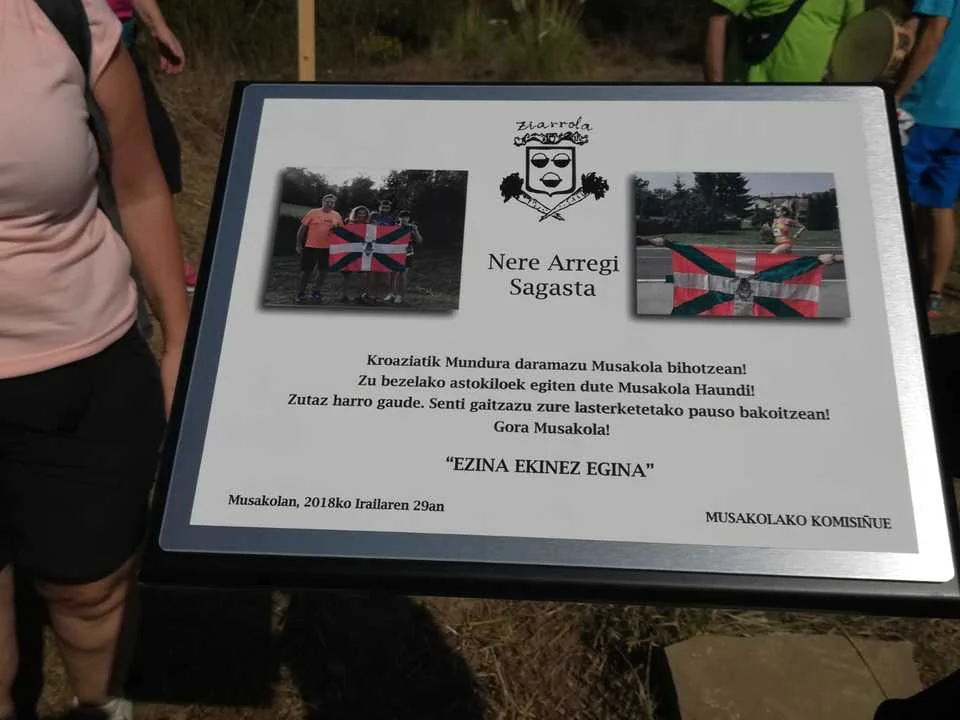 Ziarrola
Nere Arregi
Sagasta
Kroaziatik Mundura daramazu Musakola bihotzean!
Zu bezelako astokiloek egiten dute Musakola Haundi!
Zutaz harro gaude. Senti gaitzazu zure lasterketetako pauso bakoitzean!
Gora Musakola!
“EZINA EKINEZ EGINA”
Musakolan, 2018ko Irailaren 29an
MUSAKOLAKO KOMISIÑUE